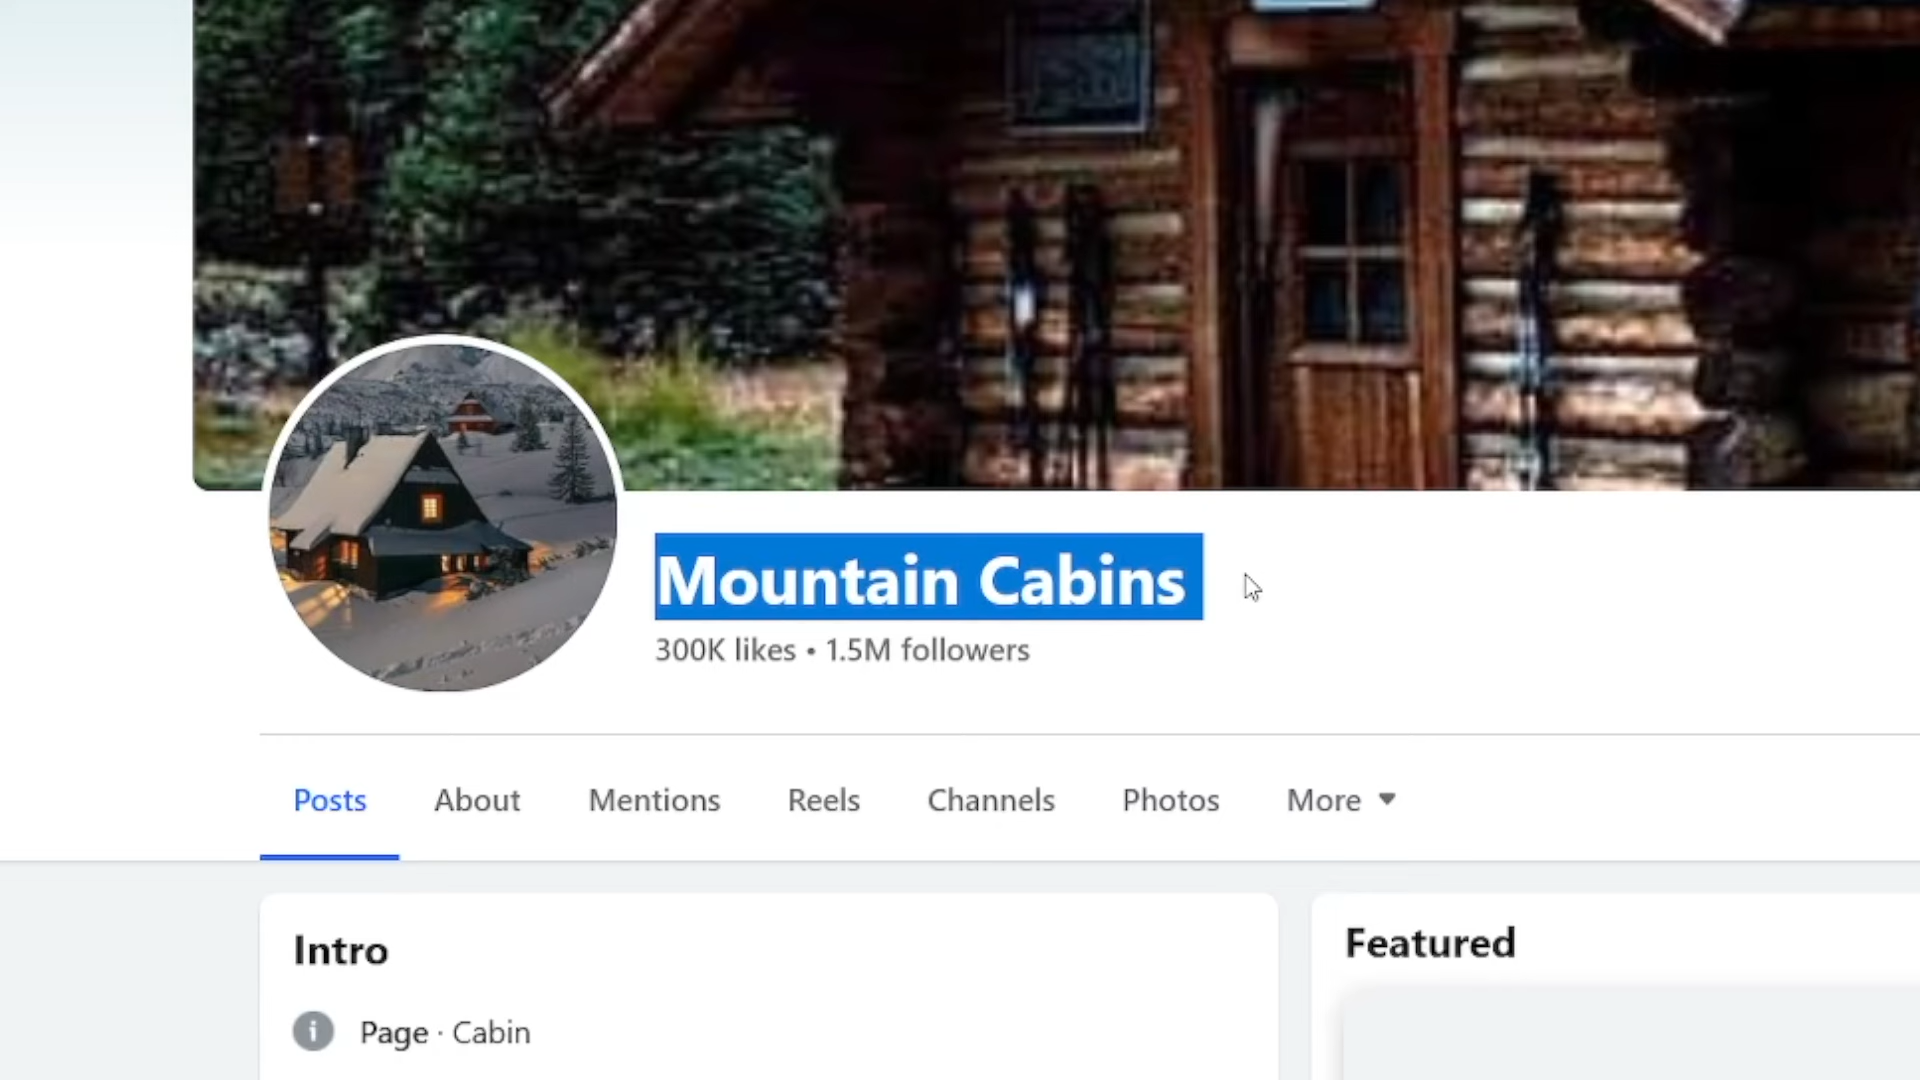 Mountain Cabins
300K likes • 1.5M followers
Posts About Mentions Reels Channels Photos More
Intro
Featured
Page · Cabin